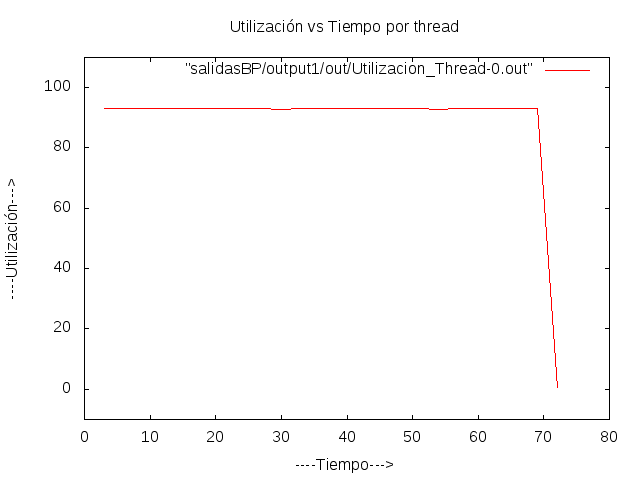 Utilización vs Tiempo por thread
"salidasBP/output1/out/Utilizacion_Thread-0.out"
100
80
60
40
20
0
----Utilización--->
0 10 20 30 40 50 60 70 80
----Tiempo--->